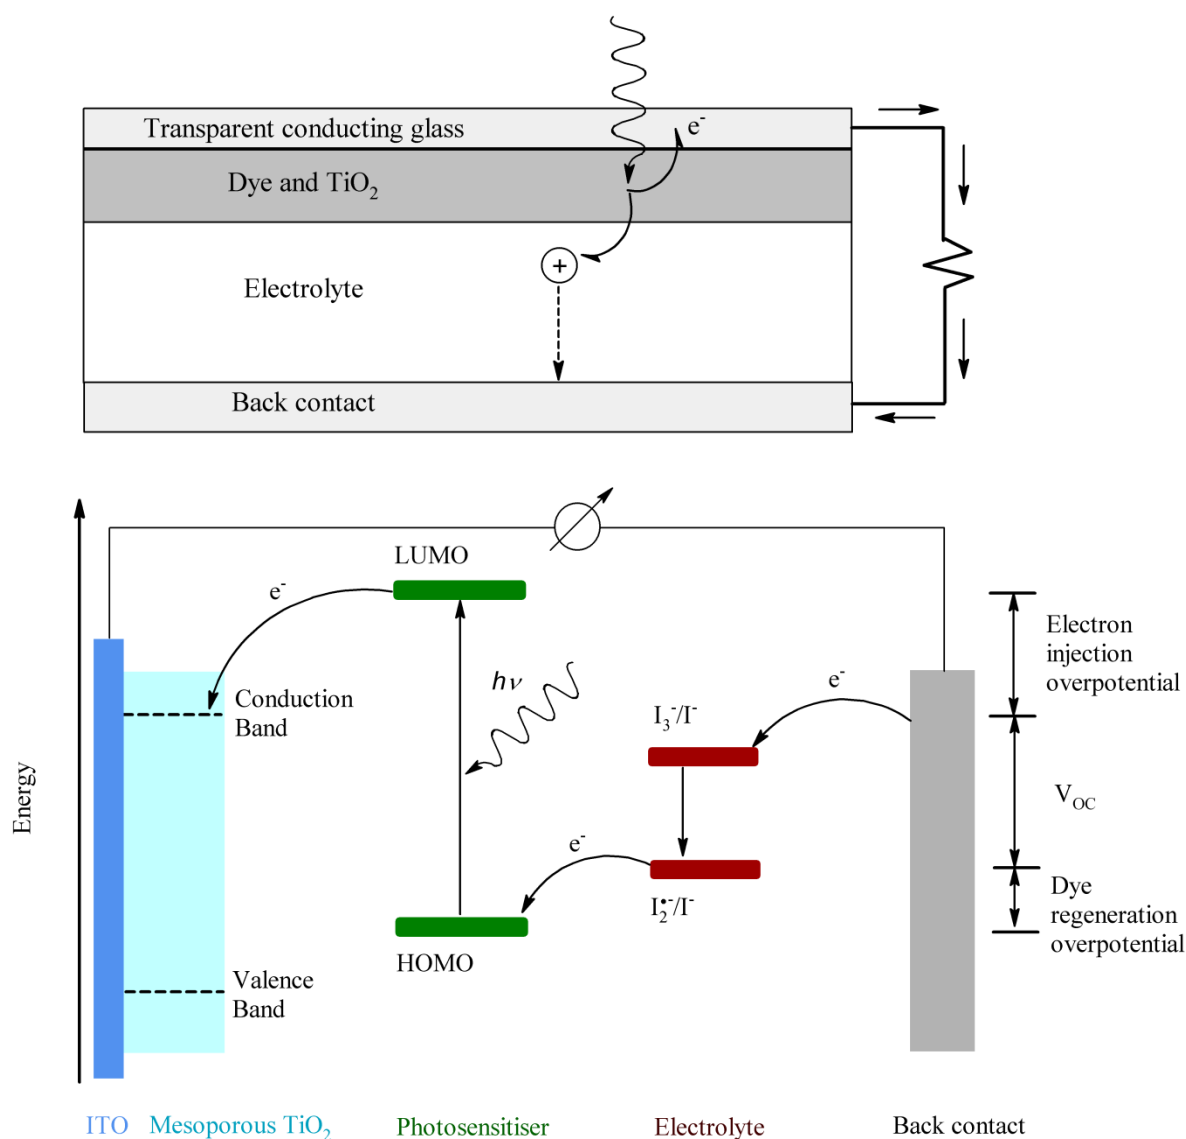 Transparent conducting glass
e⁻
Dye and TiO₂
+
Electrolyte
Back contact
LUMO
e⁻
Electron
injection
overpotential
hν
e⁻
Conduction
Band
I₃⁻/I⁻
Energy
V_OC
e⁻
Dye
regeneration
overpotential
I₂•⁻/I⁻
HOMO
Valence
Band
ITO
Mesoporous TiO₂
Photosensitiser
Electrolyte
Back contact